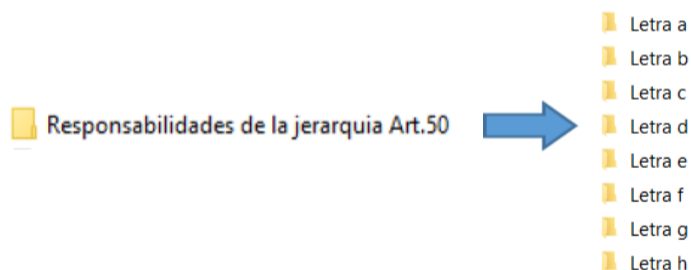 Responsabilidades de la jerarquia Art.50
Letra a
Letra b
Letra c
Letra d
Letra e
Letra f
Letra g
Letra h